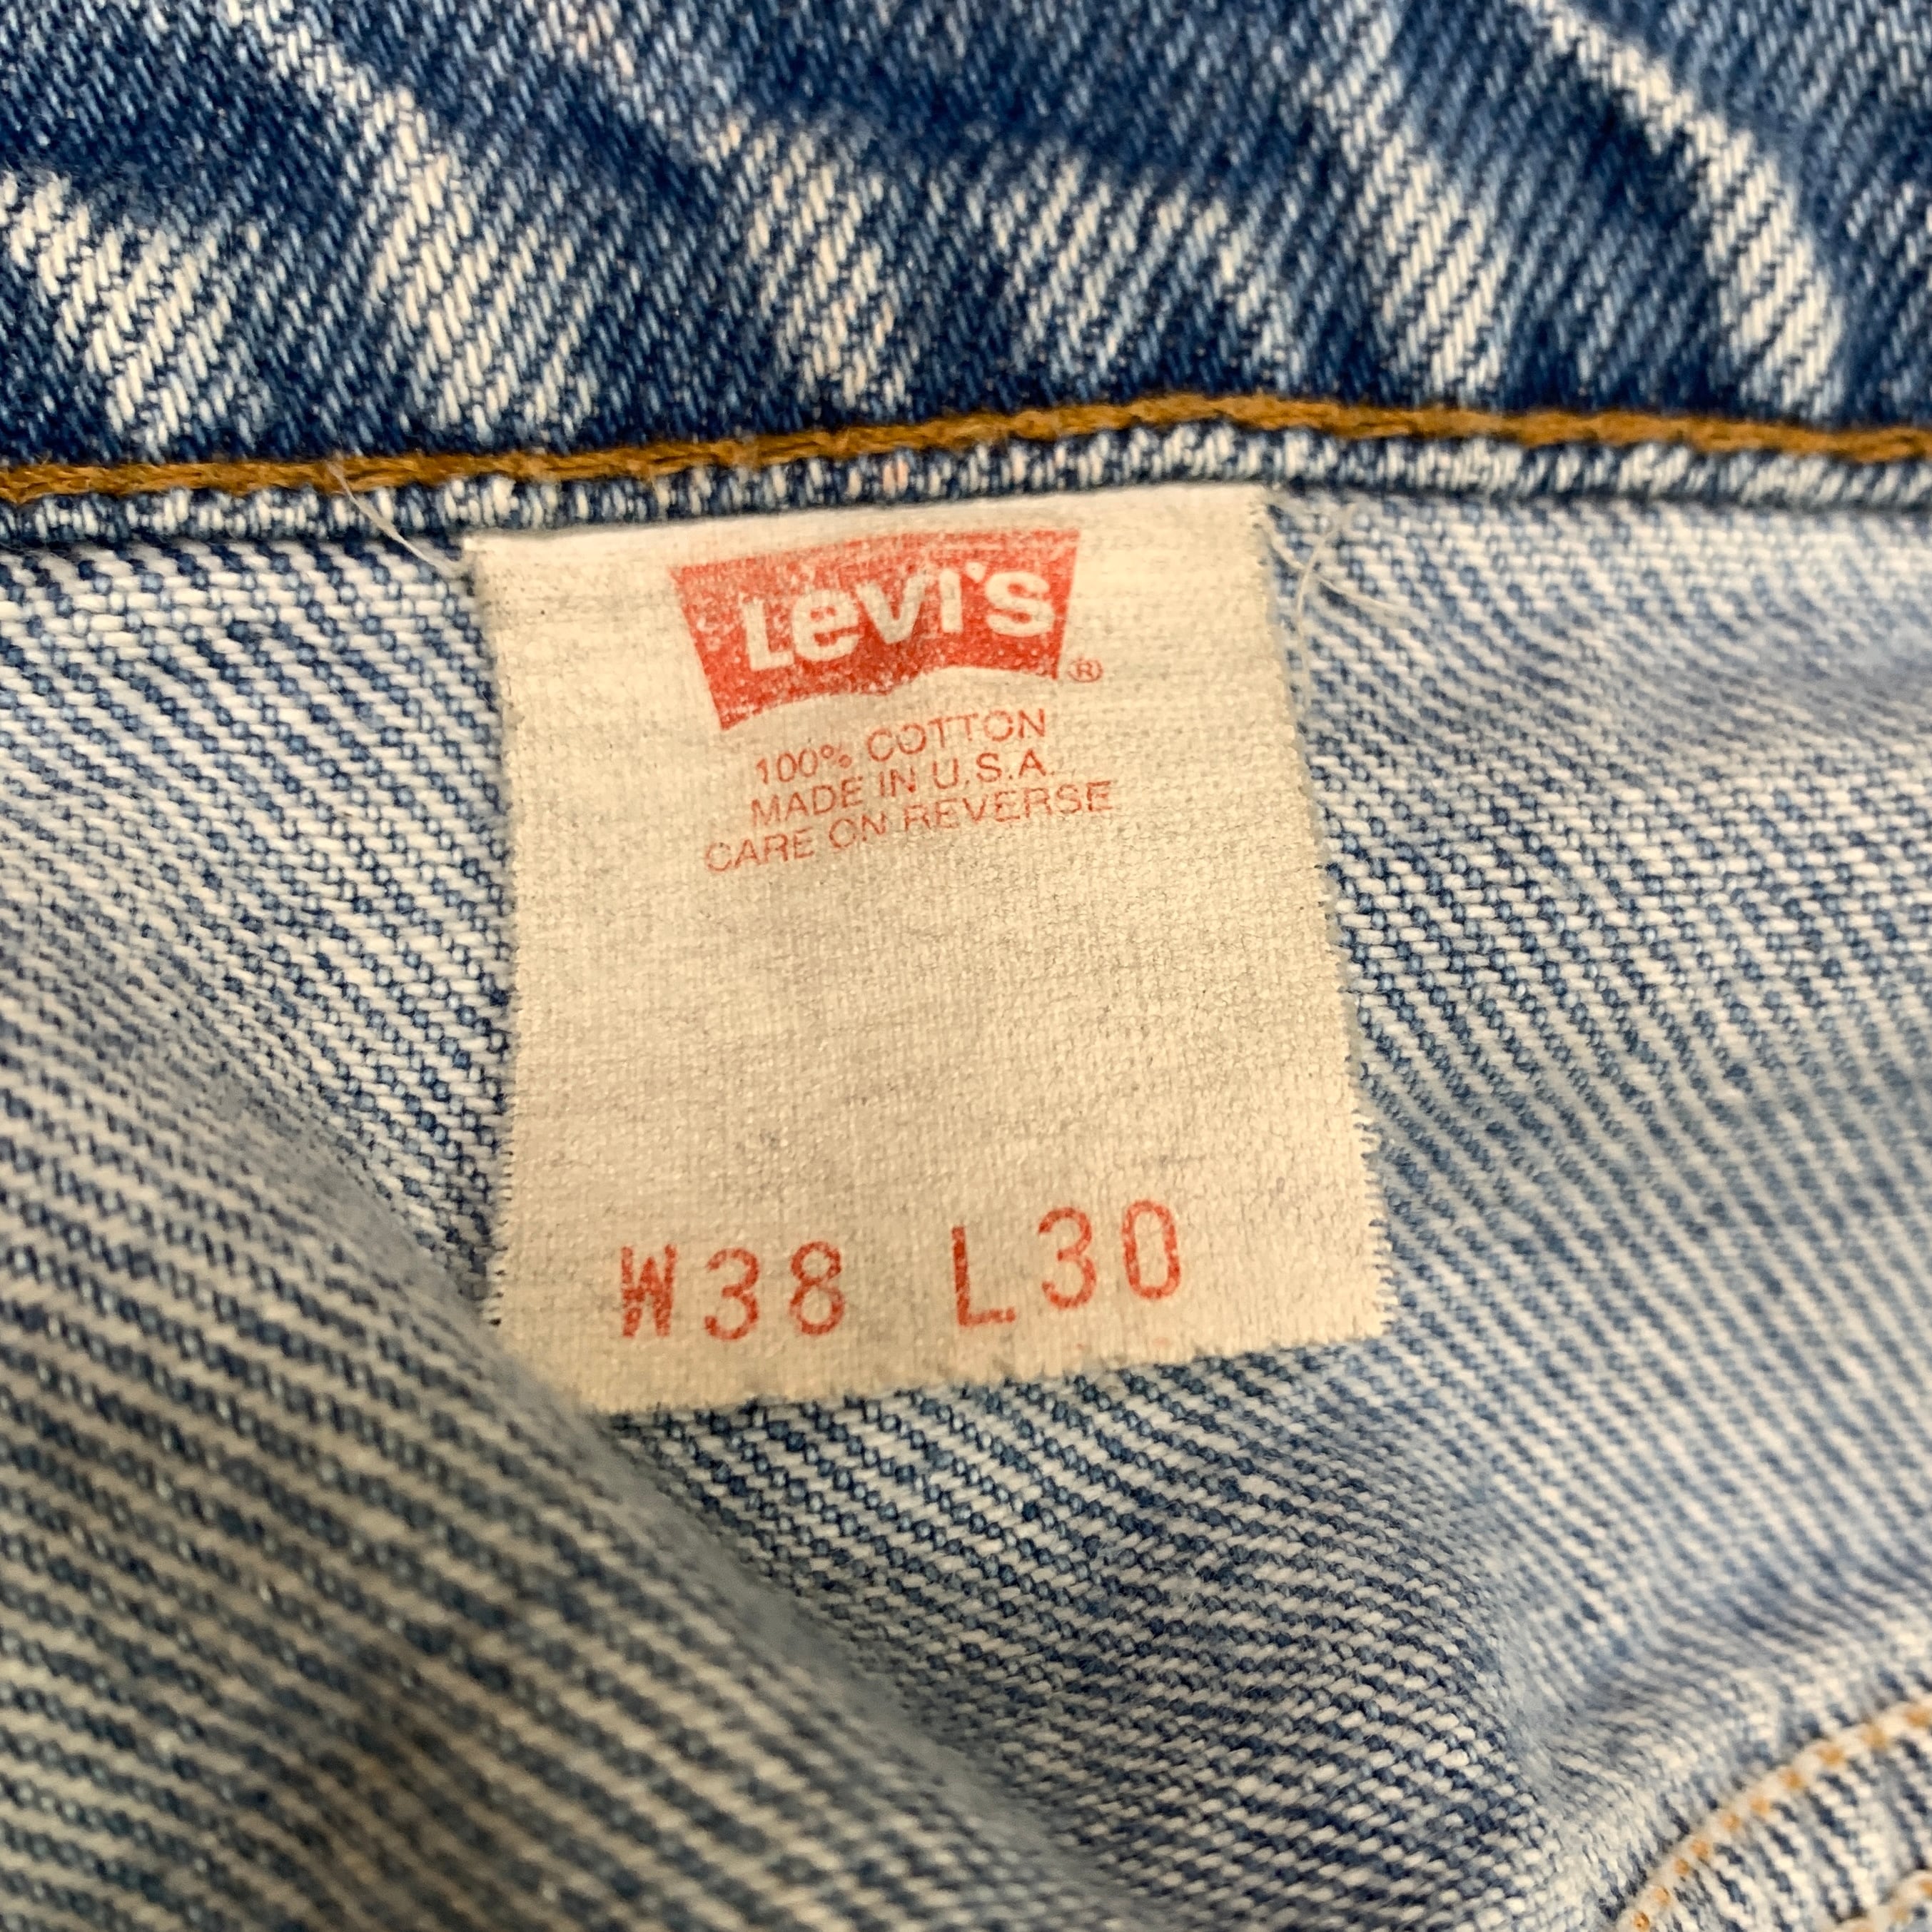 Levi's ®
100% COTTON
MADE IN U.S.A.
CARE ON REVERSE
W38 L30